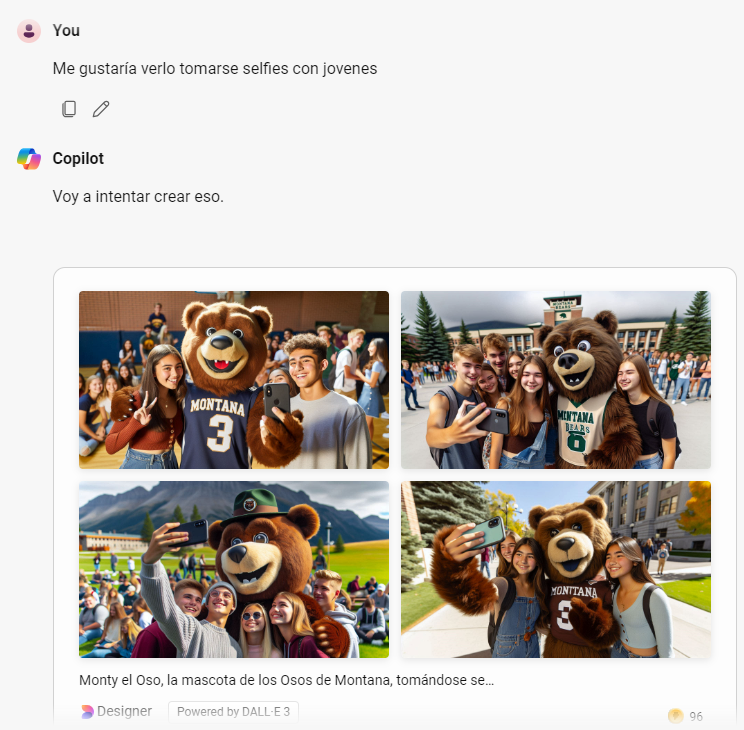 You
Me gustaría verlo tomarse selfies con jovenes
Copilot
Voy a intentar crear eso.
MONTANA
3
MONTANA
BEARS
MONTANA
3
Monty el Oso, la mascota de los Osos de Montana, tomándose se...
Designer
Powered by DALL·E 3
96